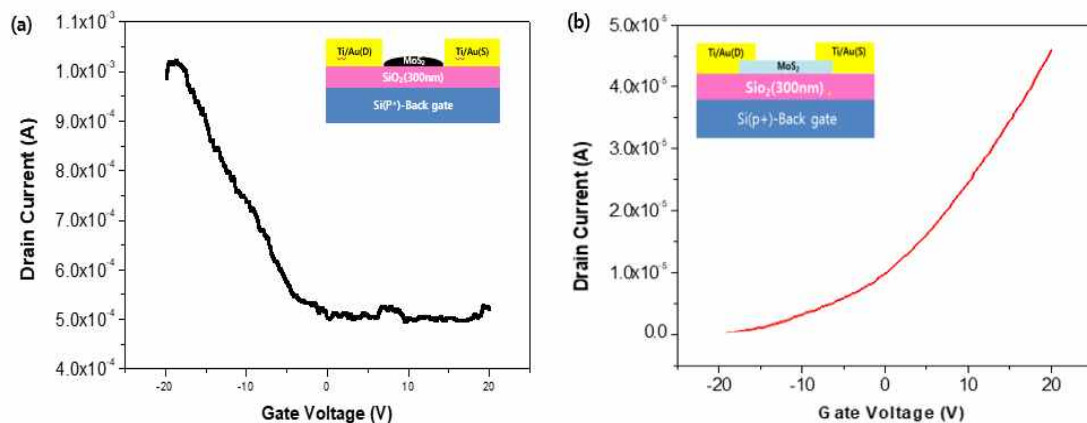 (a)
1.1x10⁻³
1.0x10⁻³
9.0x10⁻⁴
8.0x10⁻⁴
7.0x10⁻⁴
6.0x10⁻⁴
5.0x10⁻⁴
4.0x10⁻⁴
Drain Current (A)
-20 -10 0 10 20
Gate Voltage (V)
Ti/Au(D) Ti/Au(S)
MoS₂
SiO₂(300nm)
Si(P⁺)-Back gate
(b)
5.0x10⁻⁵
4.0x10⁻⁵
3.0x10⁻⁵
2.0x10⁻⁵
1.0x10⁻⁵
0.0
Drain Current (A)
-20 -10 0 10 20
Gate Voltage (V)
Ti/Au(D) Ti/Au(S)
MoS₂
Sio₂(300nm)
Si(p+)-Back gate